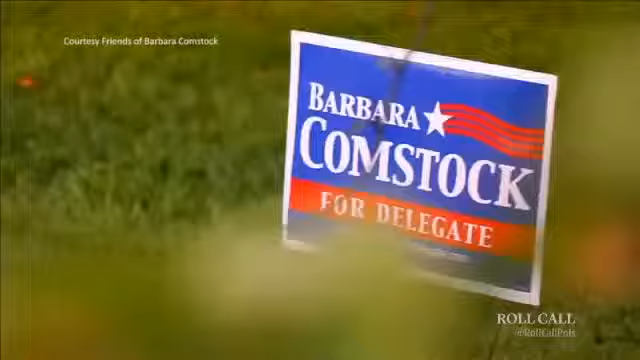 Courtesy Friends of Barbara Comstock
BARBARA
COMSTOCK
FOR DELEGATE
ROLL CALL
@RollCallPols